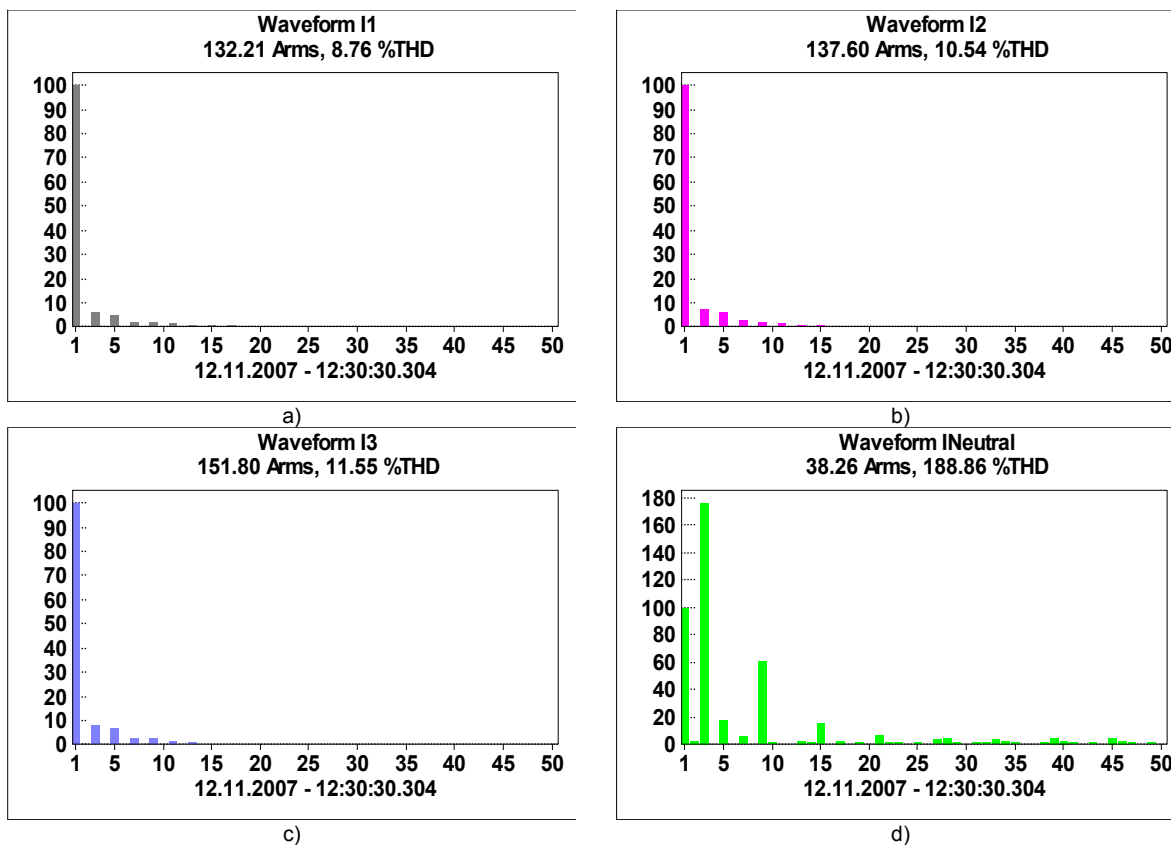 Waveform I1
132.21 Arms, 8.76 %THD
100
90
80
70
60
50
40
30
20
10
0
1 5 10 15 20 25 30 35 40 45 50
12.11.2007 - 12:30:30.304
a)
Waveform I2
137.60 Arms, 10.54 %THD
100
90
80
70
60
50
40
30
20
10
0
1 5 10 15 20 25 30 35 40 45 50
12.11.2007 - 12:30:30.304
b)
Waveform I3
151.80 Arms, 11.55 %THD
100
90
80
70
60
50
40
30
20
10
0
1 5 10 15 20 25 30 35 40 45 50
12.11.2007 - 12:30:30.304
c)
Waveform INeutral
38.26 Arms, 188.86 %THD
180
160
140
120
100
80
60
40
20
0
1 5 10 15 20 25 30 35 40 45 50
12.11.2007 - 12:30:30.304
d)